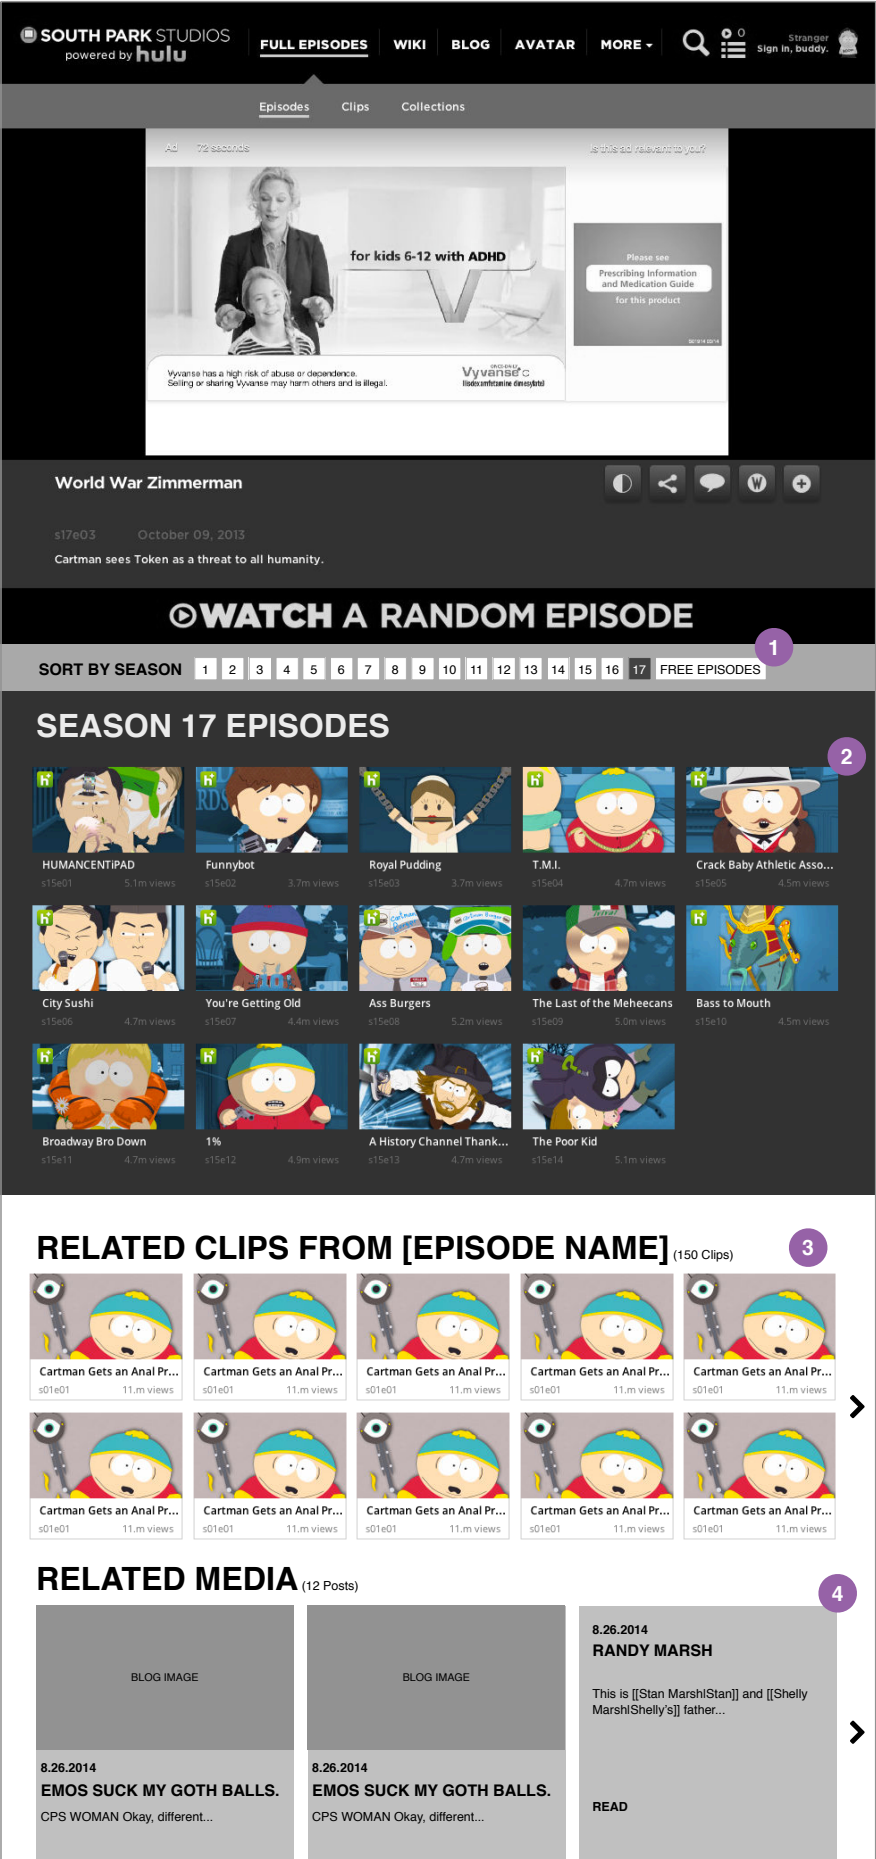 SOUTH PARK STUDIOS
powered by hulu
FULL EPISODES WIKI BLOG AVATAR MORE
0
Stranger
Sign in, buddy.
Episodes Clips Collections
Ad 72 seconds Is this ad relevant to you?
for kids 6-12 with ADHD
Please see
Prescribing Information
and Medication Guide
for this product
Vyvanse has a high risk of abuse or dependence.
Selling or sharing Vyvanse may harm others and is illegal.
Vyvanse
lisdexamfetamine dimesylate
World War Zimmerman
W
s17e03 October 09, 2013
Cartman sees Token as a threat to all humanity.
WATCH A RANDOM EPISODE
1
SORT BY SEASON 1 2 3 4 5 6 7 8 9 10 11 12 13 14 15 16 17 FREE EPISODES
SEASON 17 EPISODES
2
HUMANCENTiPAD Funnybot Royal Pudding T.M.I. Crack Baby Athletic Asso...
s15e01 5.1m views s15e02 3.7m views s15e03 3.7m views s15e04 4.7m views s15e05 4.5m views
City Sushi You're Getting Old Ass Burgers The Last of the Meheecans Bass to Mouth
s15e06 4.7m views s15e07 4.4m views s15e08 5.2m views s15e09 5.0m views s15e10 4.5m views
Broadway Bro Down 1% A History Channel Thank... The Poor Kid
s15e11 4.7m views s15e12 4.9m views s15e13 4.7m views s15e14 5.1m views
RELATED CLIPS FROM [EPISODE NAME] (150 Clips)
3
Cartman Gets an Anal Pr... Cartman Gets an Anal Pr... Cartman Gets an Anal Pr... Cartman Gets an Anal Pr... Cartman Gets an Anal Pr...
s01e01 11.m views s01e01 11.m views s01e01 11.m views s01e01 11.m views s01e01 11.m views
Cartman Gets an Anal Pr... Cartman Gets an Anal Pr... Cartman Gets an Anal Pr... Cartman Gets an Anal Pr... Cartman Gets an Anal Pr...
s01e01 11.m views s01e01 11.m views s01e01 11.m views s01e01 11.m views s01e01 11.m views
RELATED MEDIA (12 Posts)
4
BLOG IMAGE BLOG IMAGE
8.26.2014
RANDY MARSH
This is [[Stan Marsh|Stan]] and [[Shelly
Marsh|Shelly's]] father...
READ
8.26.2014 8.26.2014
EMOS SUCK MY GOTH BALLS. EMOS SUCK MY GOTH BALLS.
CPS WOMAN Okay, different... CPS WOMAN Okay, different...